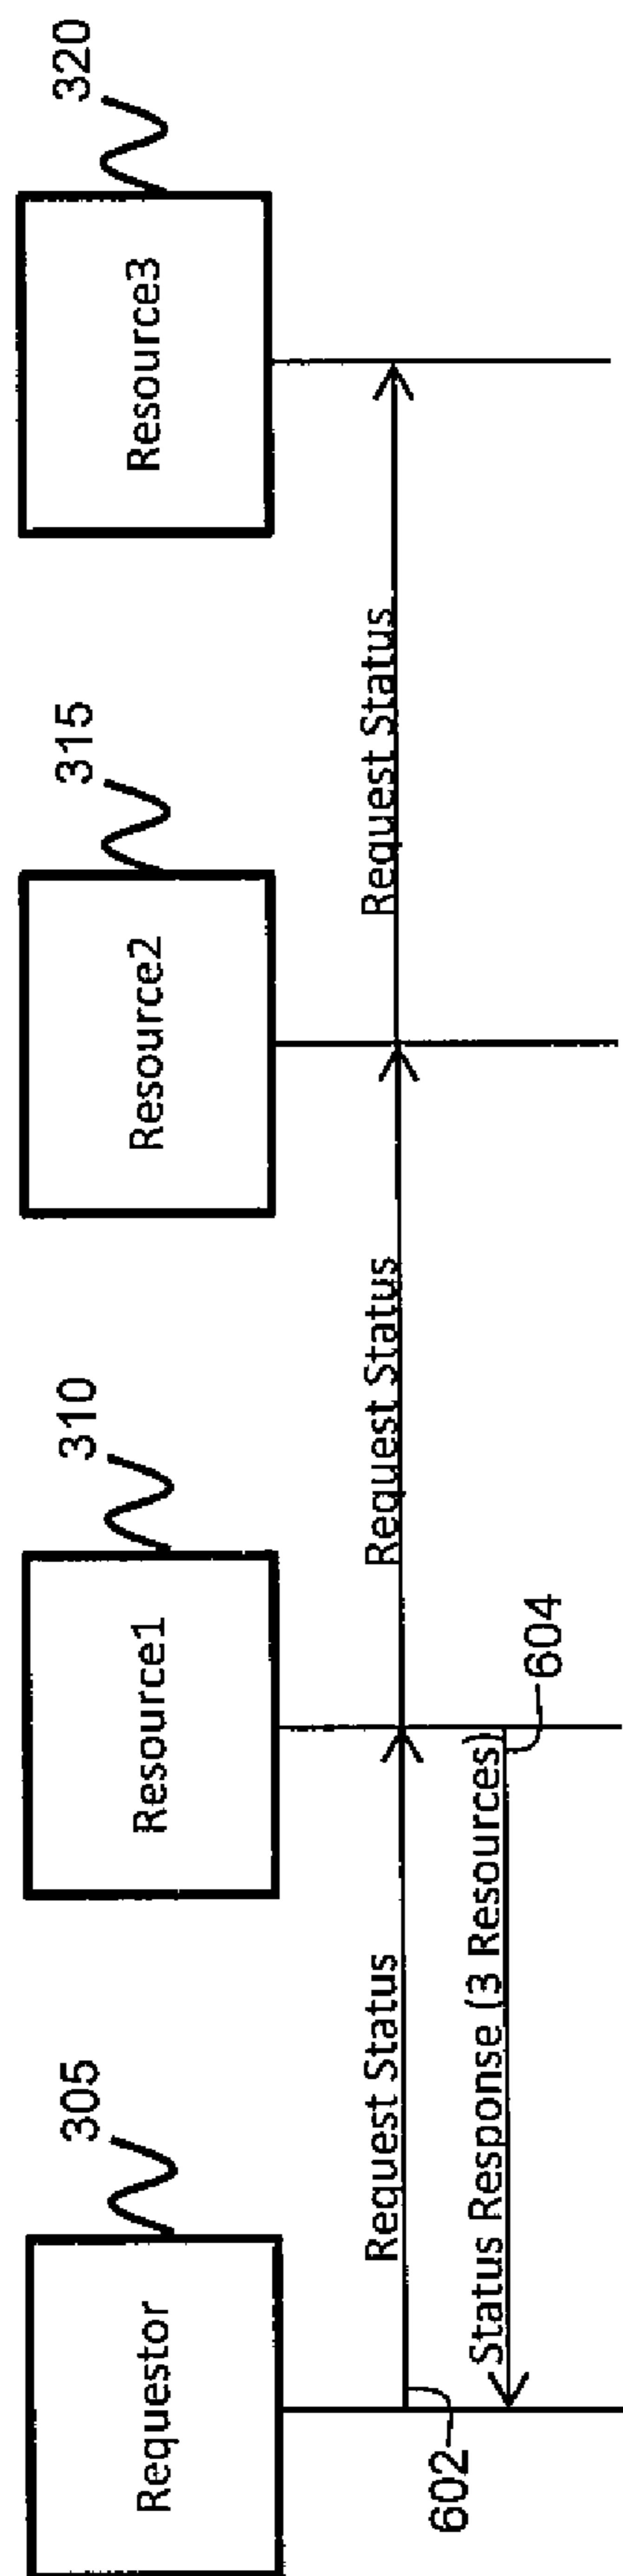 305
310
315
320
Requestor
Resource1
Resource2
Resource3
Request Status
Request Status
Request Status
602
Status Response (3 Resources)
604